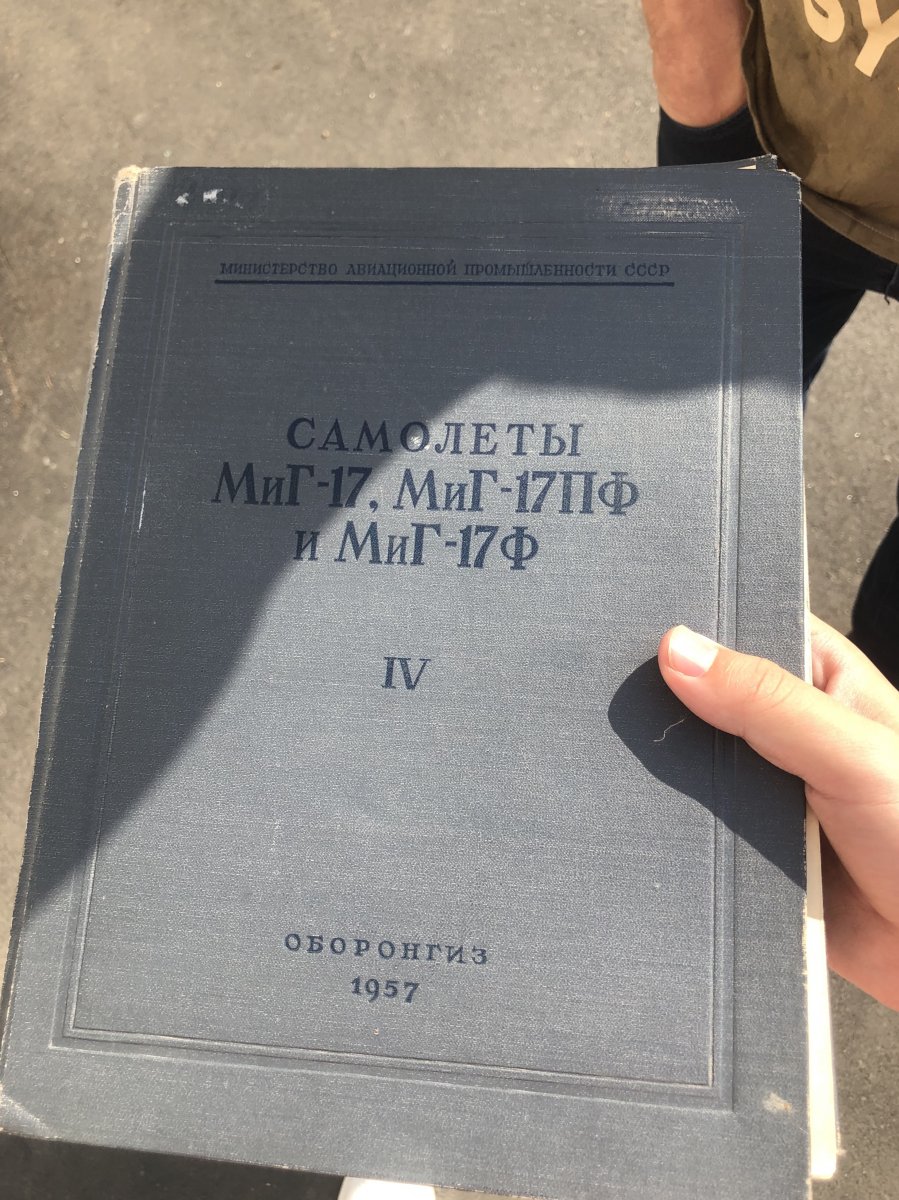 МИНИСТЕРСТВО АВИАЦИОННОЙ ПРОМЫШЛЕННОСТИ СССР
САМОЛЕТЫ
МиГ-17, МиГ-17ПФ
и МиГ-17Ф
IV
ОБОРОНГИЗ
1957